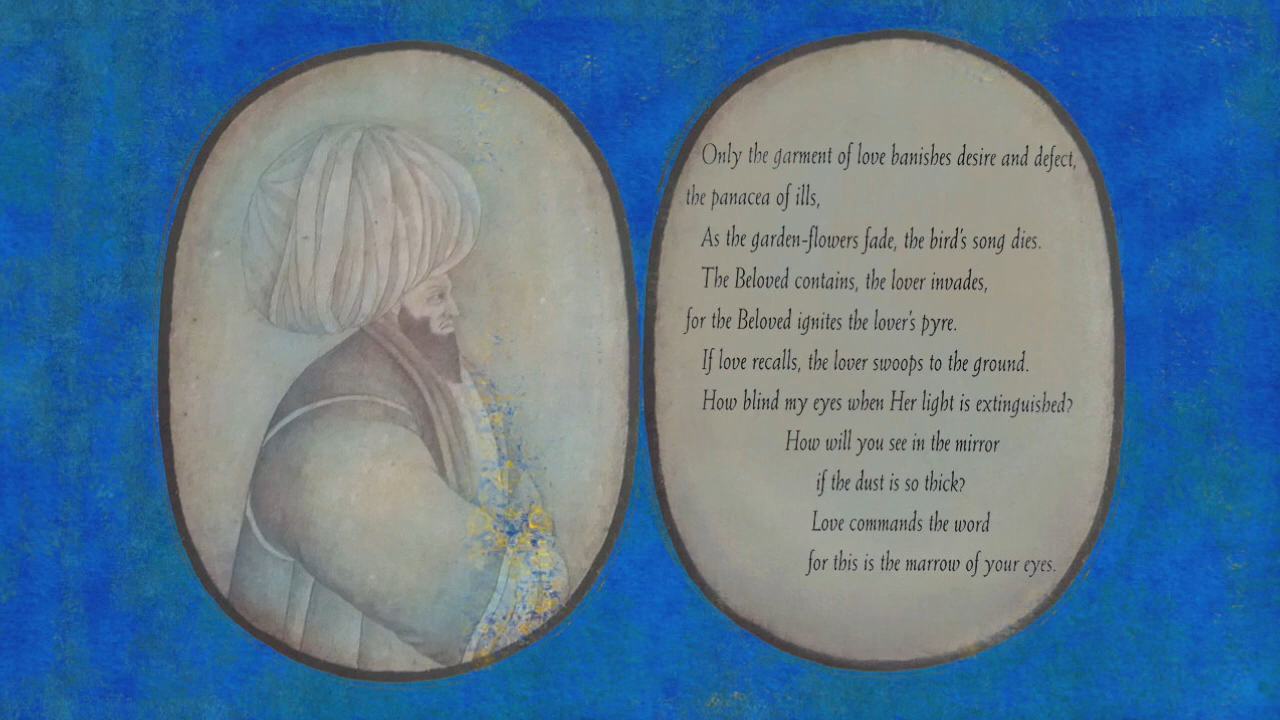 Only the garment of love banishes desire and defect,
the panacea of ills,
As the garden-flowers fade, the bird's song dies.
The Beloved contains, the lover invades,
for the Beloved ignites the lover's pyre.
If love recalls, the lover swoops to the ground.
How blind my eyes when Her light is extinguished?
How will you see in the mirror
if the dust is so thick?
Love commands the word
for this is the marrow of your eyes.